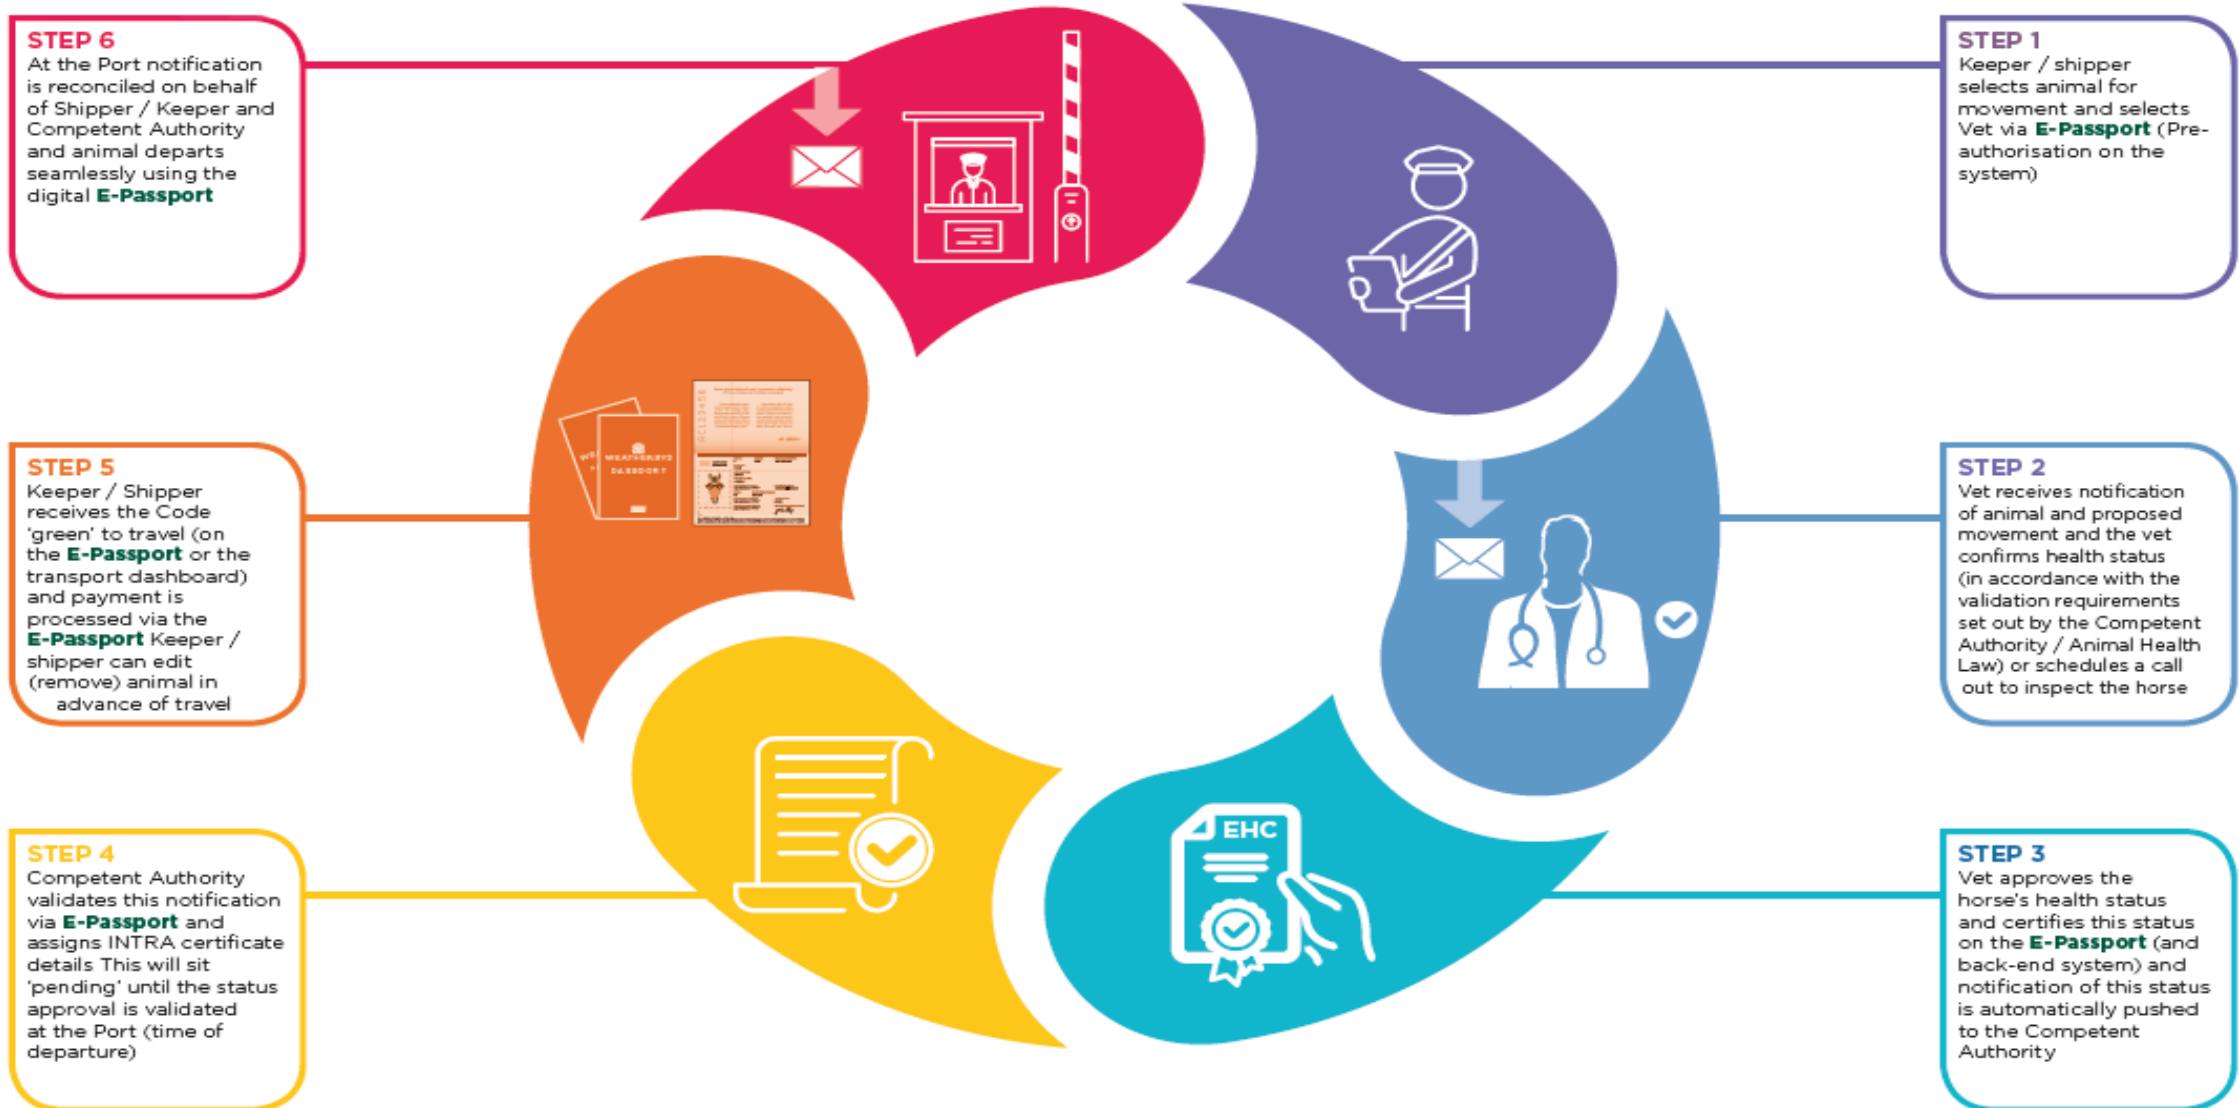 STEP 1
Keeper / shipper
selects animal for
movement and selects
Vet via E-Passport (Pre-
authorisation on the
system)
STEP 2
Vet receives notification
of animal and proposed
movement and the vet
confirms health status
(in accordance with the
validation requirements
set out by the Competent
Authority / Animal Health
Law) or schedules a call
out to inspect the horse
STEP 3
Vet approves the
horse's health status
and certifies this status
on the E-Passport (and
back-end system) and
notification of this status
is automatically pushed
to the Competent
Authority
EHC
STEP 4
Competent Authority
validates this notification
via E-Passport and
assigns INTRA certificate
details This will sit
'pending' until the status
approval is validated
at the Port (time of
departure)
STEP 5
Keeper / Shipper
receives the Code
'green' to travel (on
the E-Passport or the
transport dashboard)
and payment is
processed via the
E-Passport Keeper /
shipper can edit
(remove) animal in
advance of travel
WEATHERBYS
PASSPORT
STEP 6
At the Port notification
is reconciled on behalf
of Shipper / Keeper and
Competent Authority
and animal departs
seamlessly using the
digital E-Passport